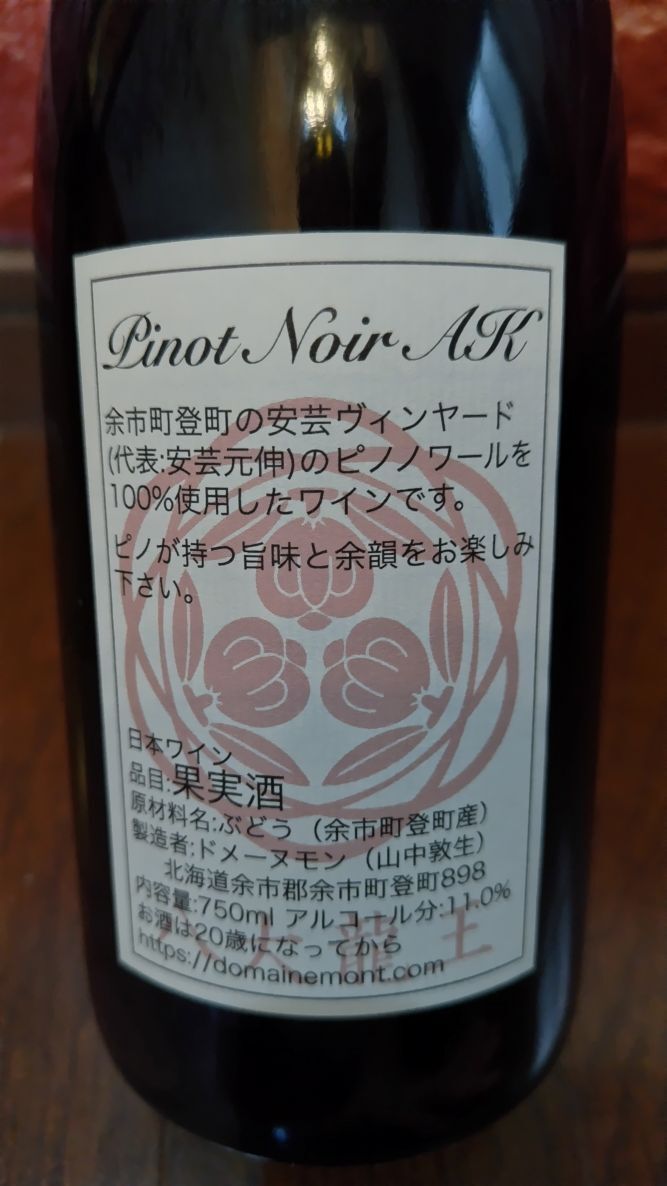 Pinot Noir AK
余市町登町の安芸ヴィンヤード
(代表:安芸元伸)のピノノワールを
100%使用したワインです。
ピノが持つ旨味と余韻をお楽しみ
下さい。
日本ワイン
品目:果実酒
原材料名:ぶどう（余市町登町産）
製造者:ドメーヌモン（山中敦生）
北海道余市郡余市町登町898
内容量:750ml アルコール分:11.0%
お酒は20歳になってから
https://domainemont.com
八大龍王